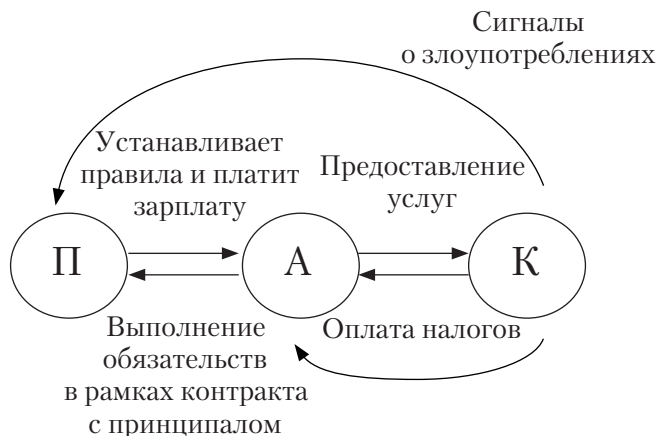 Сигналы
о злоупотреблениях
Устанавливает
правила и платит
зарплату
Предоставление
услуг
П
А
К
Выполнение
обязательств
в рамках контракта
с принципалом
Оплата налогов